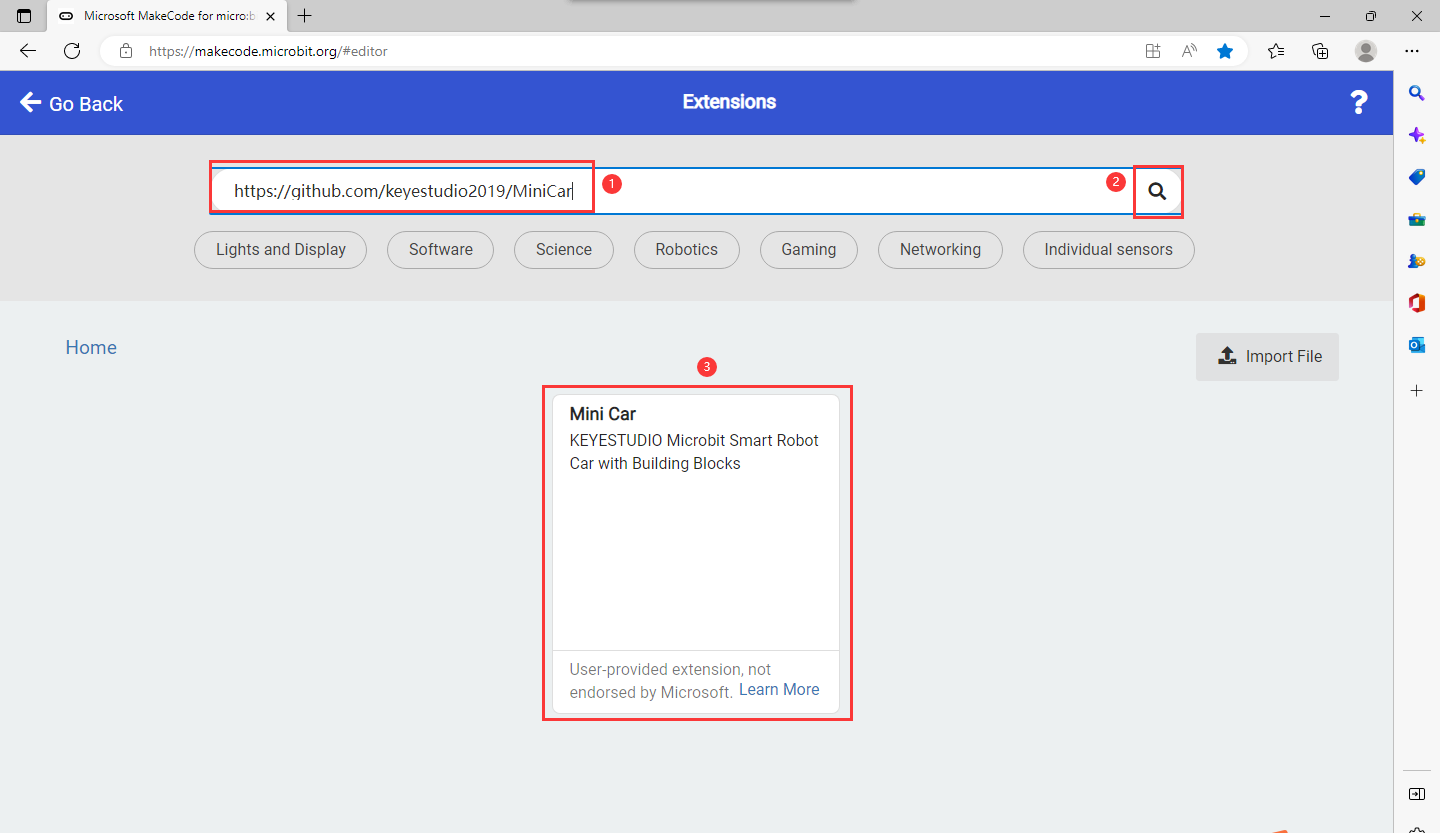 Microsoft MakeCode for micro:b
https://makecode.microbit.org/#editor
Go Back
Extensions
?
https://github.com/keyestudio2019/MiniCar
1
2
Lights and Display
Software
Science
Robotics
Gaming
Networking
Individual sensors
Home
Import File
3
Mini Car
KEYESTUDIO Microbit Smart Robot
Car with Building Blocks
User-provided extension, not
endorsed by Microsoft. Learn More